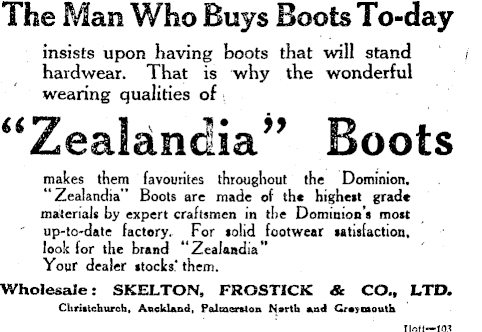 The Man Who Buys Boots To-day
insists upon having boots that will stand
hardwear. That is why the wonderful
wearing qualities of
"Zealandia" Boots
makes them favourites throughout the Dominion.
"Zealandia" Boots are made of the highest grade
materials by expert craftsmen in the Dominion's most
up-to-date factory. For solid footwear satisfaction,
look for the brand "Zealandia"
Your dealer stocks them.
Wholesale: SKELTON, FROSTICK & CO., LTD.
Christchurch, Auckland, Palmerston North and Greymouth
Ilott—103